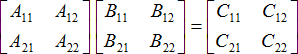 [A₁₁ A₁₂] [B₁₁ B₁₂] = [C₁₁ C₁₂]
[A₂₁ A₂₂] [B₂₁ B₂₂] [C₂₁ C₂₂]